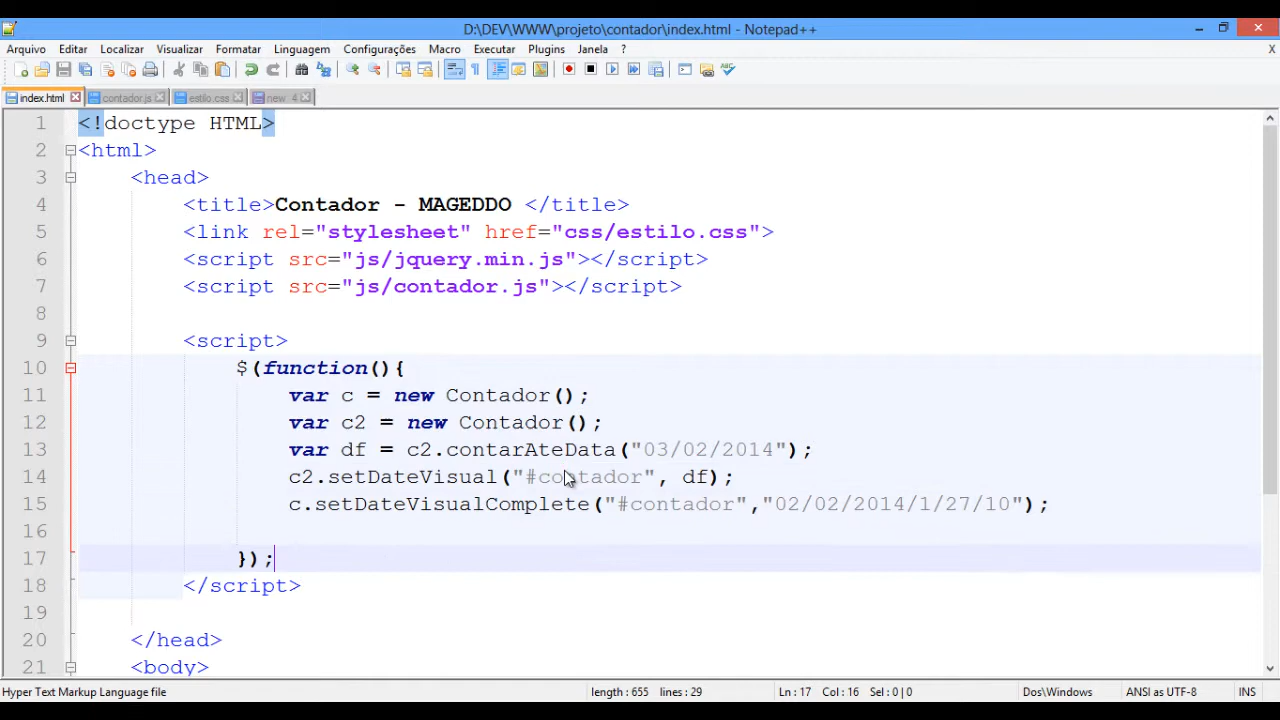 D:\DEV\WWW\projeto\contador\index.html - Notepad++
Arquivo Editar Localizar Visualizar Formatar Linguagem Configurações Macro Executar Plugins Janela ? X
index.html contador.js estilo.css new 4
1 <!doctype HTML>
2 <html>
3 <head>
4 <title>Contador - MAGEDDO </title>
5 <link rel="stylesheet" href="css/estilo.css">
6 <script src="js/jquery.min.js"></script>
7 <script src="js/contador.js"></script>
8
9 <script>
10 $(function(){
11 var c = new Contador();
12 var c2 = new Contador();
13 var df = c2.contarAteData("03/02/2014");
14 c2.setDateVisual("#contador", df);
15 c.setDateVisualComplete("#contador","02/02/2014/1/27/10");
16
17 });
18 </script>
19
20 </head>
21 <body>
Hyper Text Markup Language file length : 655 lines : 29 Ln : 17 Col : 16 Sel : 0 | 0 Dos\Windows ANSI as UTF-8 INS